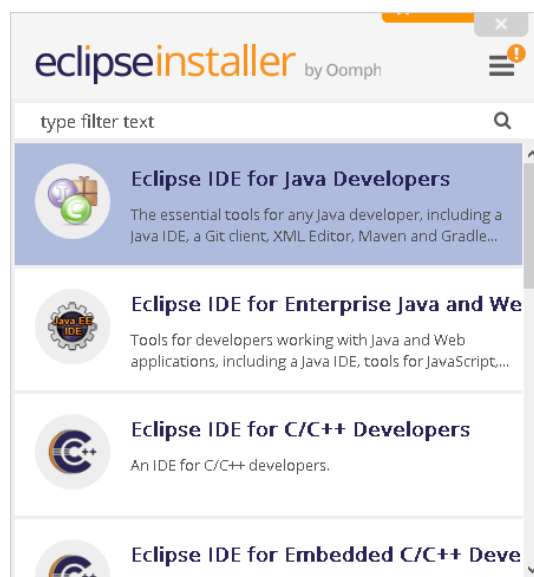 eclipseinstaller by Oomph
type filter text
Eclipse IDE for Java Developers
The essential tools for any Java developer, including a
Java IDE, a Git client, XML Editor, Maven and Gradle...
Eclipse IDE for Enterprise Java and We
Java EE
IDE
Tools for developers working with Java and Web
applications, including a Java IDE, tools for JavaScript,...
Eclipse IDE for C/C++ Developers
C++
An IDE for C/C++ developers.
Eclipse IDE for Embedded C/C++ Deve